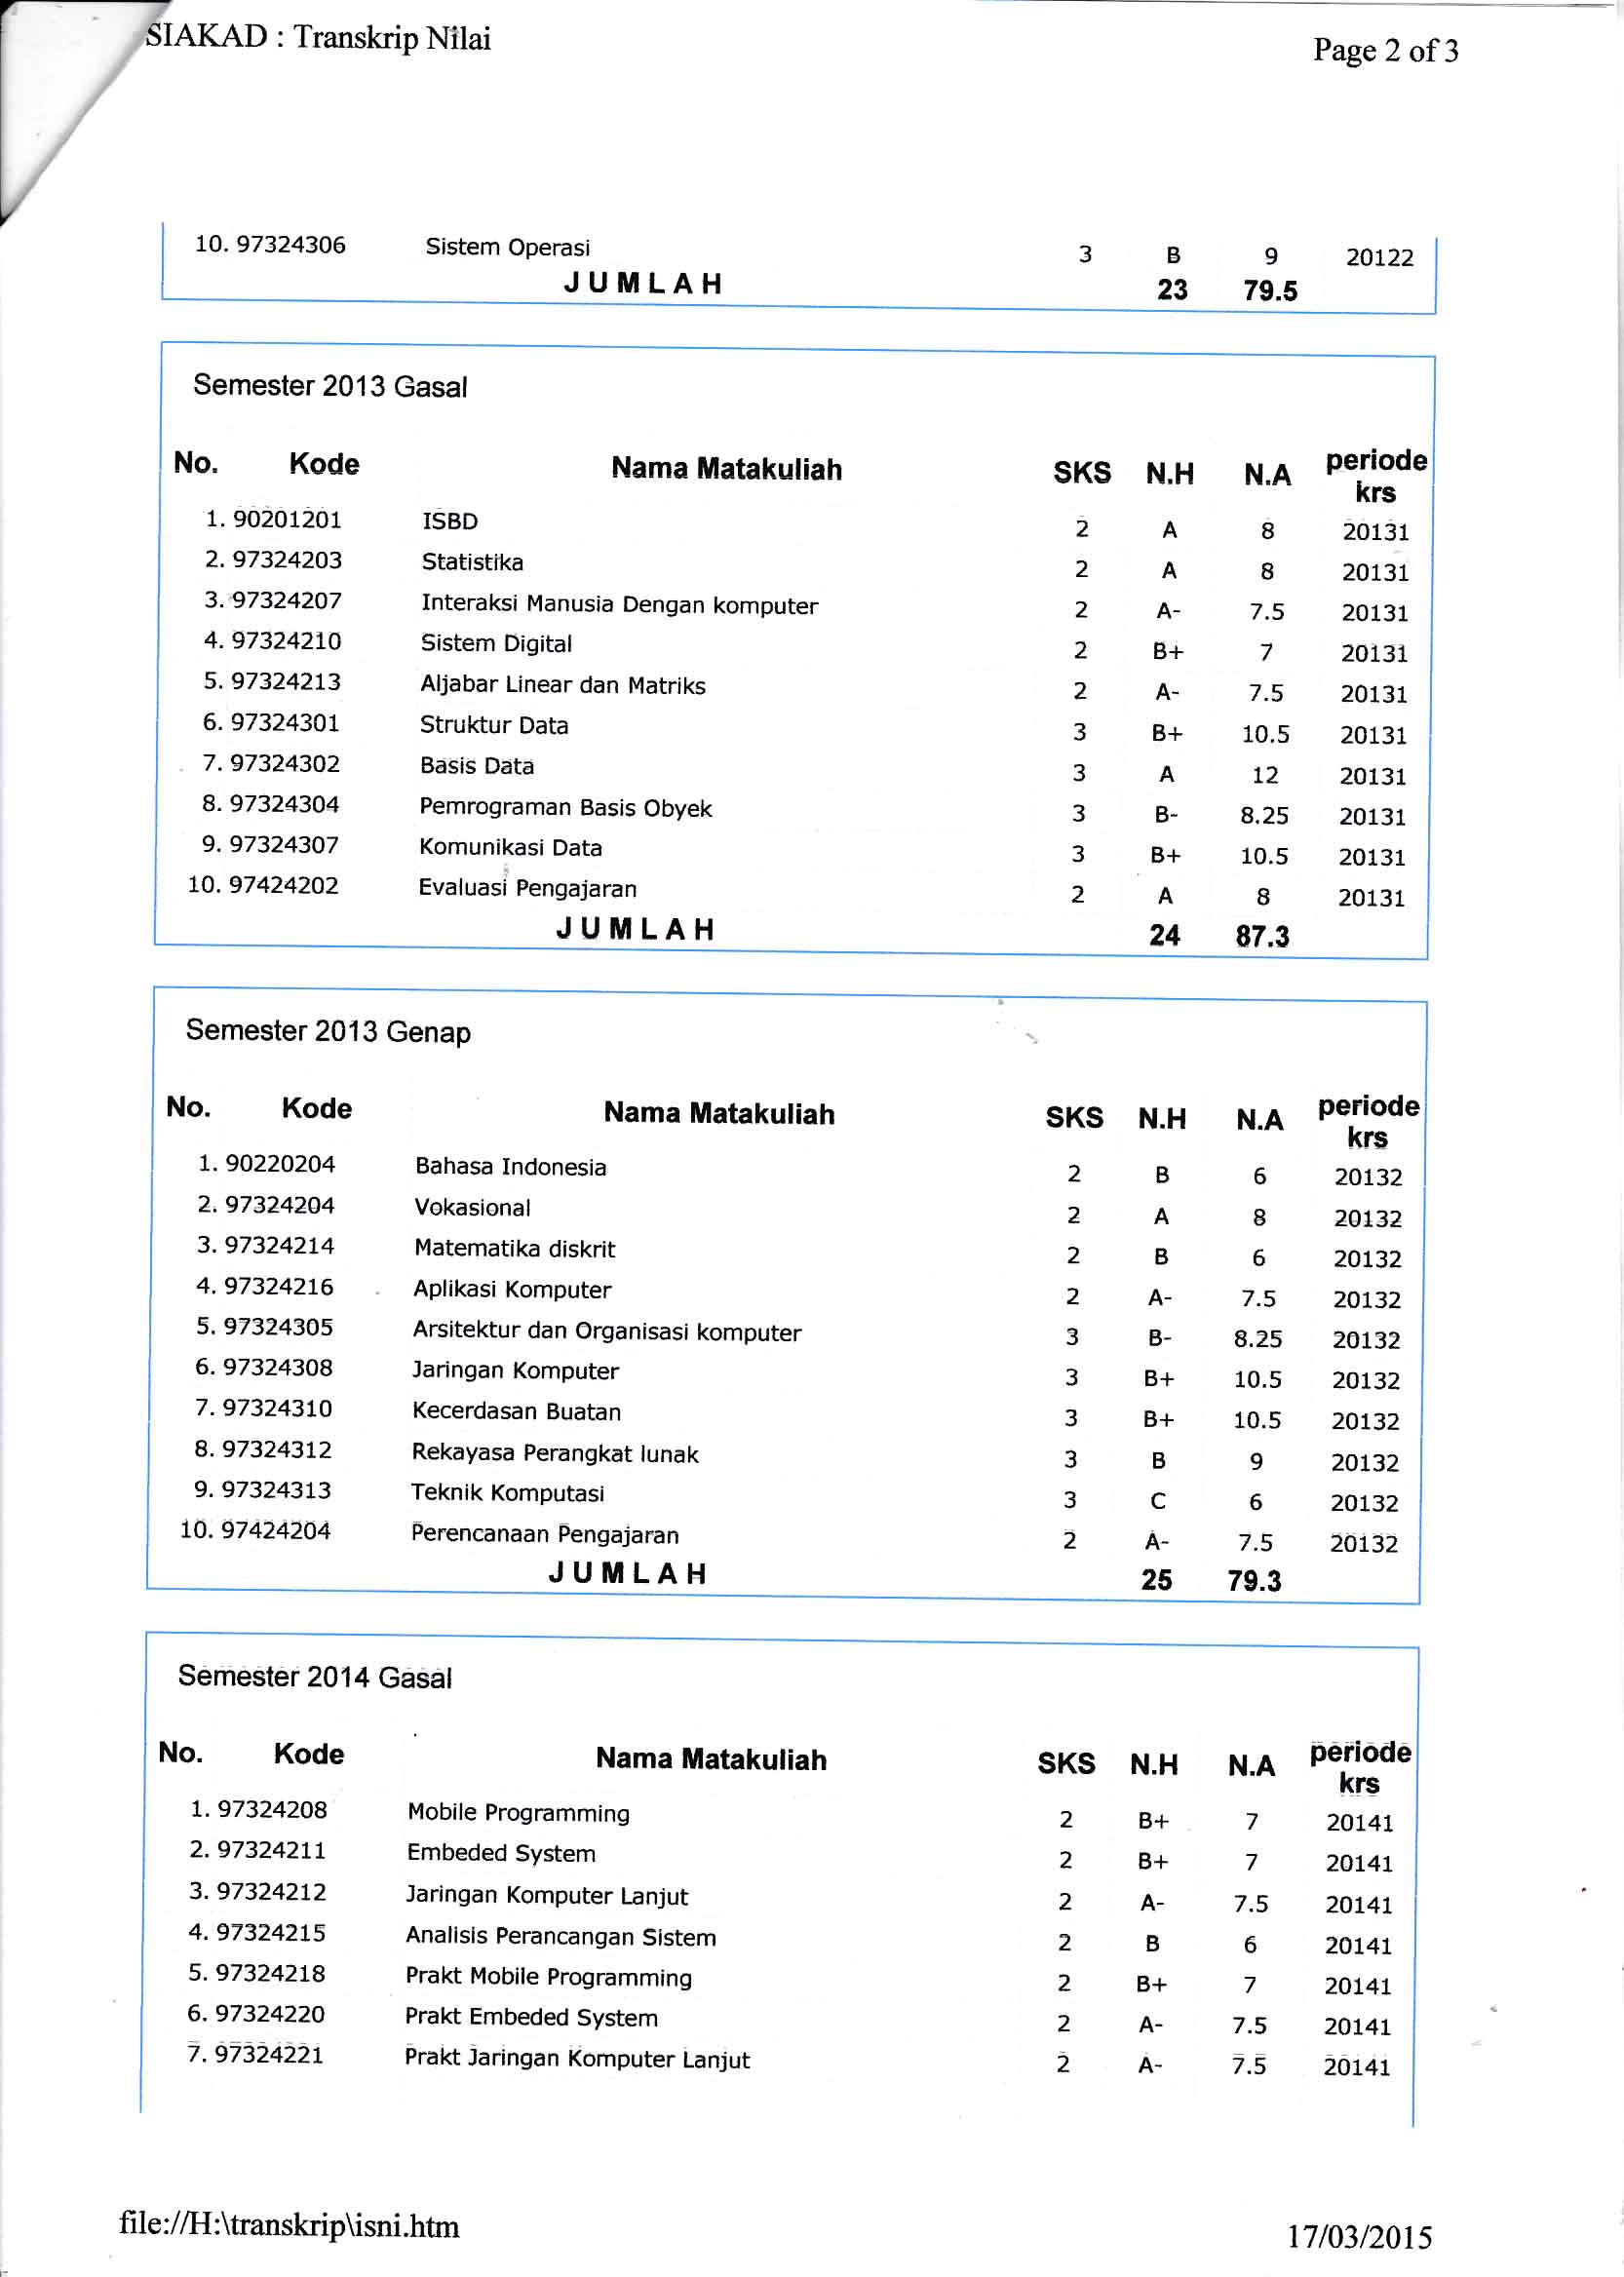 SIAKAD : Transkrip Nilai
Page 2 of 3
10. 97324306 Sistem Operasi 3 B 9 20122
JUMLAH 23 79.5
Semester 2013 Gasal
No. Kode Nama Matakuliah SKS N.H N.A periode krs
1. 90201201 ISBD 2 A 8 20131
2. 97324203 Statistika 2 A 8 20131
3. 97324207 Interaksi Manusia Dengan komputer 2 A- 7.5 20131
4. 97324210 Sistem Digital 2 B+ 7 20131
5. 97324213 Aljabar Linear dan Matriks 2 A- 7.5 20131
6. 97324301 Struktur Data 3 B+ 10.5 20131
7. 97324302 Basis Data 3 A 12 20131
8. 97324304 Pemrograman Basis Obyek 3 B- 8.25 20131
9. 97324307 Komunikasi Data 3 B+ 10.5 20131
10. 97424202 Evaluasi Pengajaran 2 A 8 20131
JUMLAH 24 87.3
Semester 2013 Genap
No. Kode Nama Matakuliah SKS N.H N.A periode krs
1. 90220204 Bahasa Indonesia 2 B 6 20132
2. 97324204 Vokasional 2 A 8 20132
3. 97324214 Matematika diskrit 2 B 6 20132
4. 97324216 Aplikasi Komputer 2 A- 7.5 20132
5. 97324305 Arsitektur dan Organisasi komputer 3 B- 8.25 20132
6. 97324308 Jaringan Komputer 3 B+ 10.5 20132
7. 97324310 Kecerdasan Buatan 3 B+ 10.5 20132
8. 97324312 Rekayasa Perangkat lunak 3 B 9 20132
9. 97324313 Teknik Komputasi 3 C 6 20132
10. 97424204 Perencanaan Pengajaran 2 A- 7.5 20132
JUMLAH 25 79.3
Semester 2014 Gasal
No. Kode Nama Matakuliah SKS N.H N.A periode krs
1. 97324208 Mobile Programming 2 B+ 7 20141
2. 97324211 Embeded System 2 B+ 7 20141
3. 97324212 Jaringan Komputer Lanjut 2 A- 7.5 20141
4. 97324215 Analisis Perancangan Sistem 2 B 6 20141
5. 97324218 Prakt Mobile Programming 2 B+ 7 20141
6. 97324220 Prakt Embeded System 2 A- 7.5 20141
7. 97324221 Prakt Jaringan Komputer Lanjut 2 A- 7.5 20141
file://H:\transkrip\isni.htm
17/03/2015